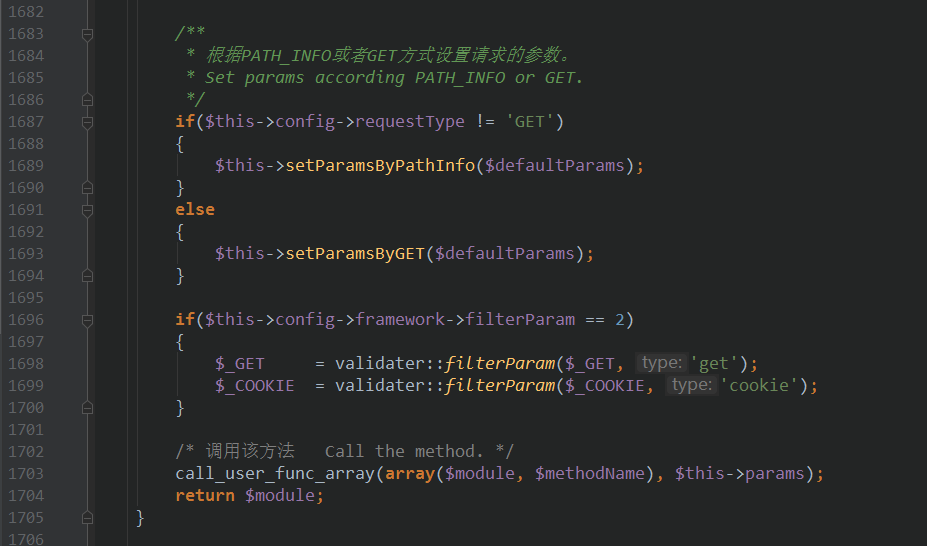 1682
1683 /**
1684 * 根据PATH_INFO或者GET方式设置请求的参数。
1685 * Set params according PATH_INFO or GET.
1686 */
1687 if($this->config->requestType != 'GET')
1688 {
1689 $this->setParamsByPathInfo($defaultParams);
1690 }
1691 else
1692 {
1693 $this->setParamsByGET($defaultParams);
1694 }
1695
1696 if($this->config->framework->filterParam == 2)
1697 {
1698 $_GET     = validater::filterParam($_GET, type: 'get');
1699 $_COOKIE  = validater::filterParam($_COOKIE, type: 'cookie');
1700 }
1701
1702 /* 调用该方法   Call the method. */
1703 call_user_func_array(array($module, $methodName), $this->params);
1704 return $module;
1705 }
1706